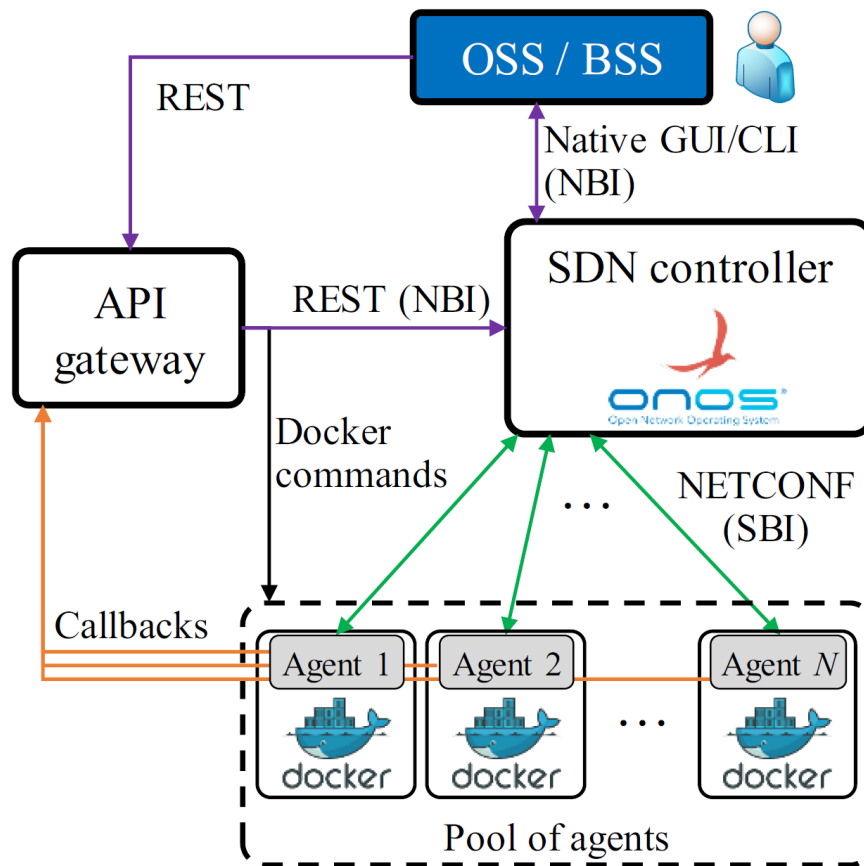 OSS / BSS
REST
Native GUI/CLI
(NBI)
API
gateway
REST (NBI)
SDN controller
onos
Open Network Operating System
Docker
commands
...
NETCONF
(SBI)
Callbacks
Agent 1
Agent 2
Agent N
...
docker
docker
docker
Pool of agents